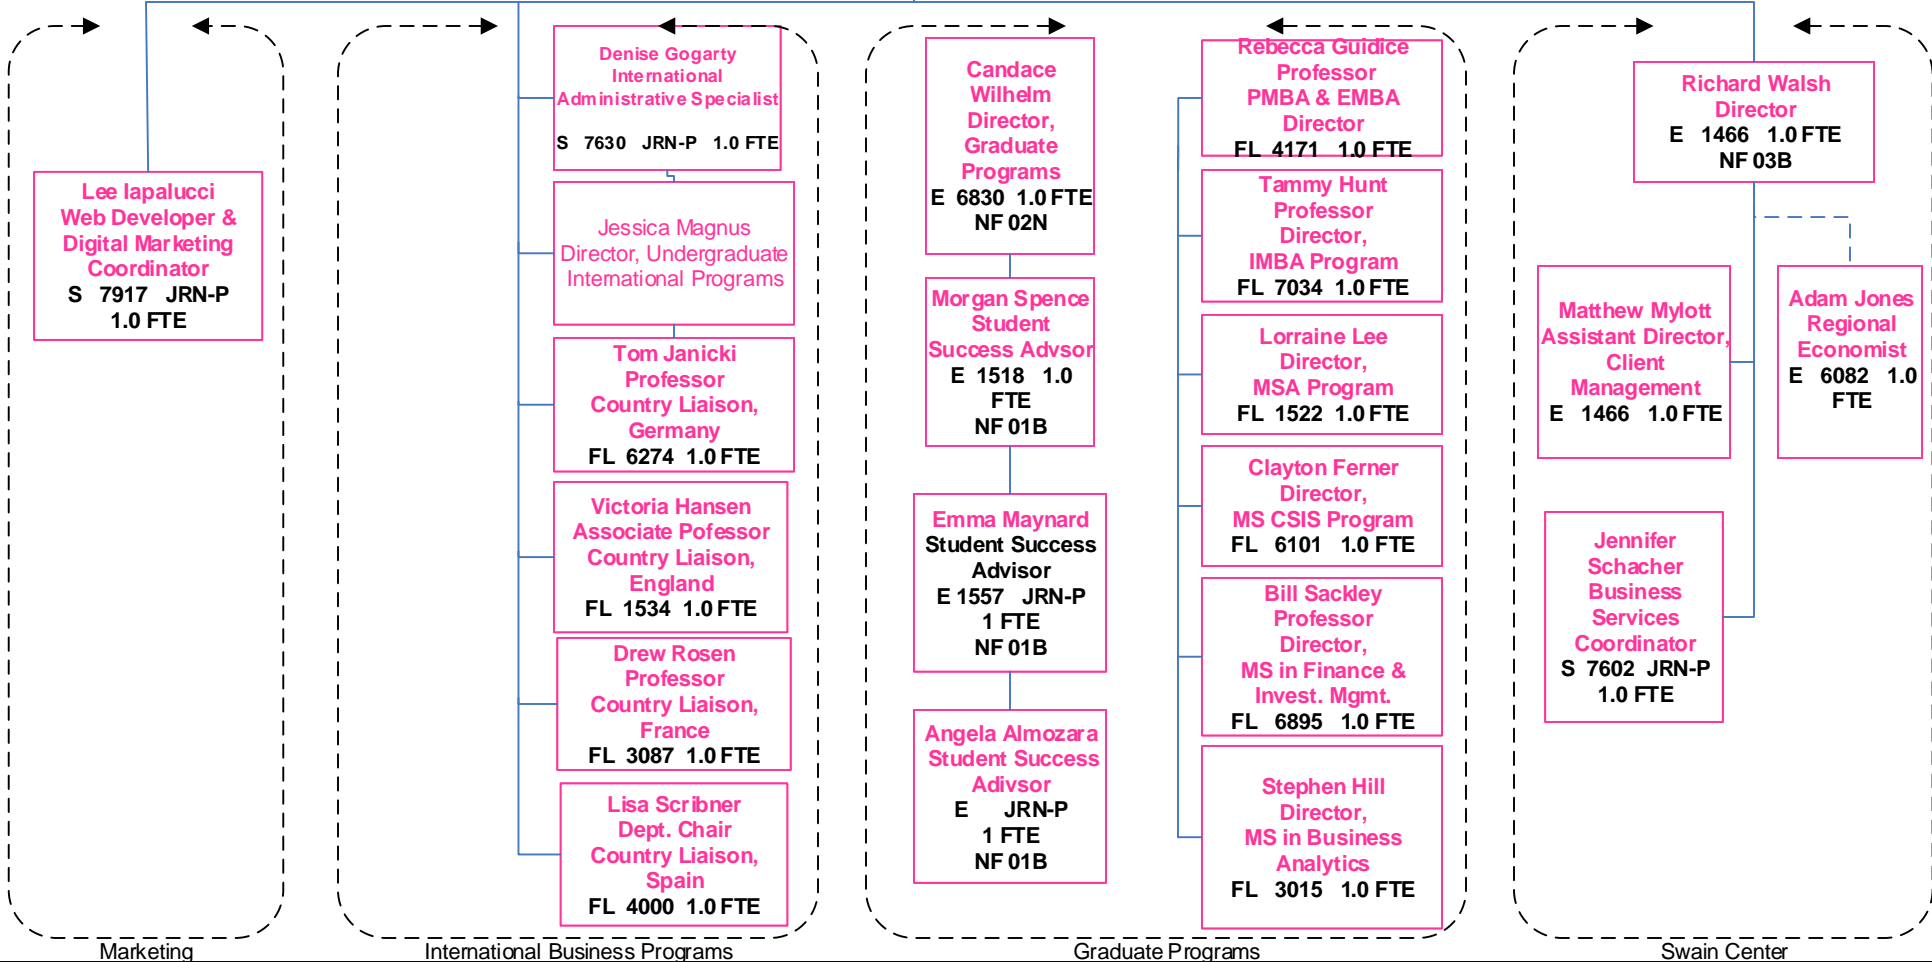 Lee Iapalucci
Web Developer &
Digital Marketing
Coordinator
S 7917 JRN-P
1.0 FTE
Marketing
Denise Gogarty
International
Administrative Specialist
S 7630 JRN-P 1.0 FTE
Jessica Magnus
Director, Undergraduate
International Programs
Tom Janicki
Professor
Country Liaison,
Germany
FL 6274 1.0 FTE
Victoria Hansen
Associate Pofessor
Country Liaison,
England
FL 1534 1.0 FTE
Drew Rosen
Professor
Country Liaison,
France
FL 3087 1.0 FTE
Lisa Scribner
Dept. Chair
Country Liaison,
Spain
FL 4000 1.0 FTE
International Business Programs
Candace
Wilhelm
Director,
Graduate
Programs
E 6830 1.0 FTE
NF 02N
Morgan Spence
Student
Success Advsor
E 1518 1.0
FTE
NF 01B
Emma Maynard
Student Success
Advisor
E 1557 JRN-P
1 FTE
NF 01B
Angela Almozara
Student Success
Adivsor
E JRN-P
1 FTE
NF 01B
Rebecca Guidice
Professor
PMBA & EMBA
Director
FL 4171 1.0 FTE
Tammy Hunt
Professor
Director,
IMBA Program
FL 7034 1.0 FTE
Lorraine Lee
Director,
MSA Program
FL 1522 1.0 FTE
Clayton Ferner
Director,
MS CSIS Program
FL 6101 1.0 FTE
Bill Sackley
Professor
Director,
MS in Finance &
Invest. Mgmt.
FL 6895 1.0 FTE
Stephen Hill
Director,
MS in Business
Analytics
FL 3015 1.0 FTE
Graduate Programs
Richard Walsh
Director
E 1466 1.0 FTE
NF 03B
Matthew Mylott
Assistant Director,
Client
Management
E 1466 1.0 FTE
Adam Jones
Regional
Economist
E 6082 1.0
FTE
Jennifer
Schacher
Business
Services
Coordinator
S 7602 JRN-P
1.0 FTE
Swain Center